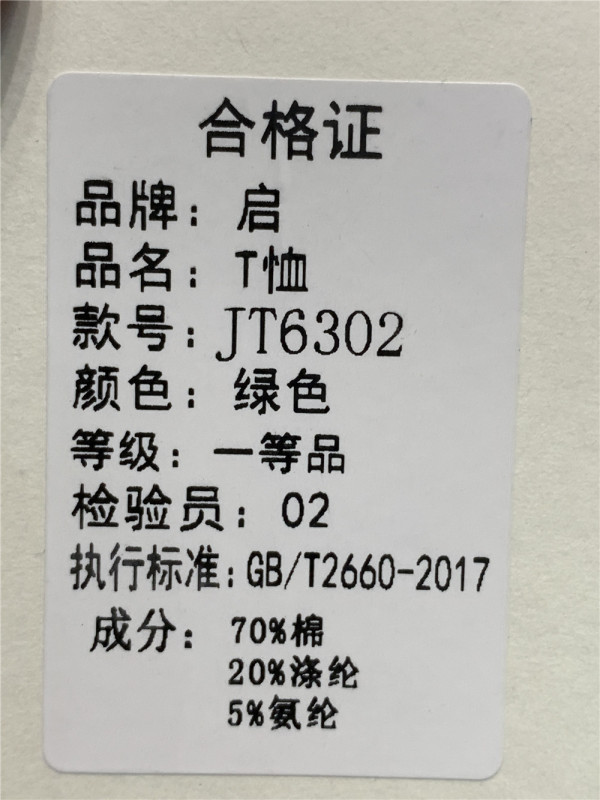 合格证
品牌：启
品名：T恤
款号：JT6302
颜色：绿色
等级：一等品
检验员：02
执行标准：GB/T2660-2017
成分：70%棉
20%涤纶
5%氨纶